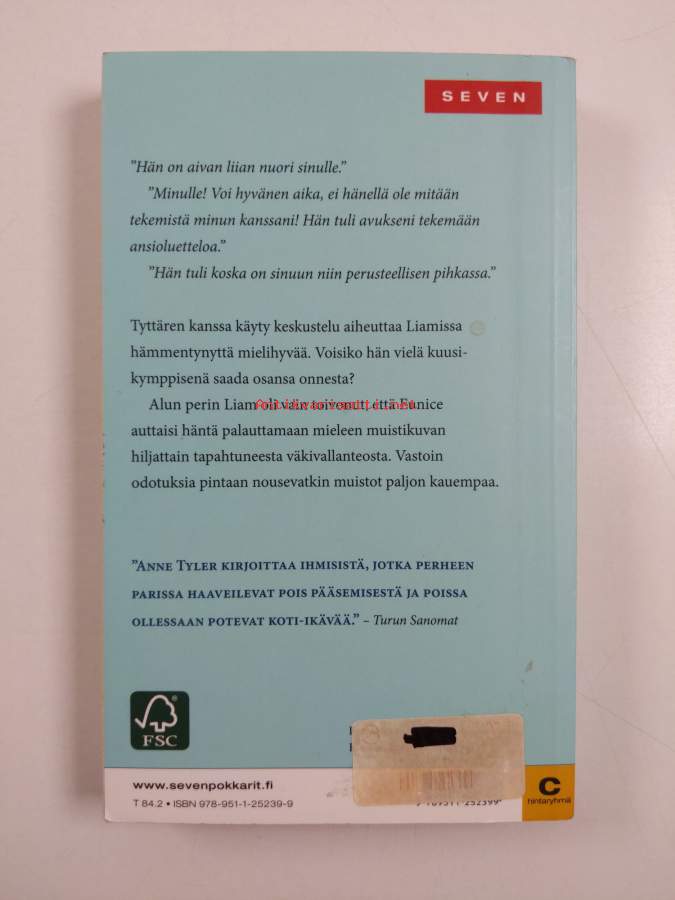 SEVEN
"Hän on aivan liian nuori sinulle."
"Minulle! Voi hyvänen aika, ei hänellä ole mitään
tekemistä minun kanssani! Hän tuli avukseni tekemään
ansioluetteloa."
"Hän tuli koska on sinuun niin perusteellisen pihkassa."
Tyttären kanssa käyty keskustelu aiheuttaa Liamissa
hämmentynyttä mielihyvää. Voisiko hän vielä kuusi-
kymppisenä saada osansa onnesta?
Alun perin Liam oli vain toivonut, että Eunice
auttaisi häntä palauttamaan mieleen muistikuvan
hiljattain tapahtuneesta väkivallanteosta. Vastoin
odotuksia pintaan nousevatkin muistot paljon kauempaa.
"ANNE TYLER KIRJOITTAA IHMISISTÄ, JOTKA PERHEEN
PARISSA HAAVEILEVAT POIS PÄÄSEMISESTÄ JA POISSA
OLLESSAAN POTEVAT KOTI-IKÄVÄÄ." – Turun Sanomat
FSC
www.sevenpokkarit.fi
T 84.2 • ISBN 978-951-1-25239-9
C
hintaryhmä